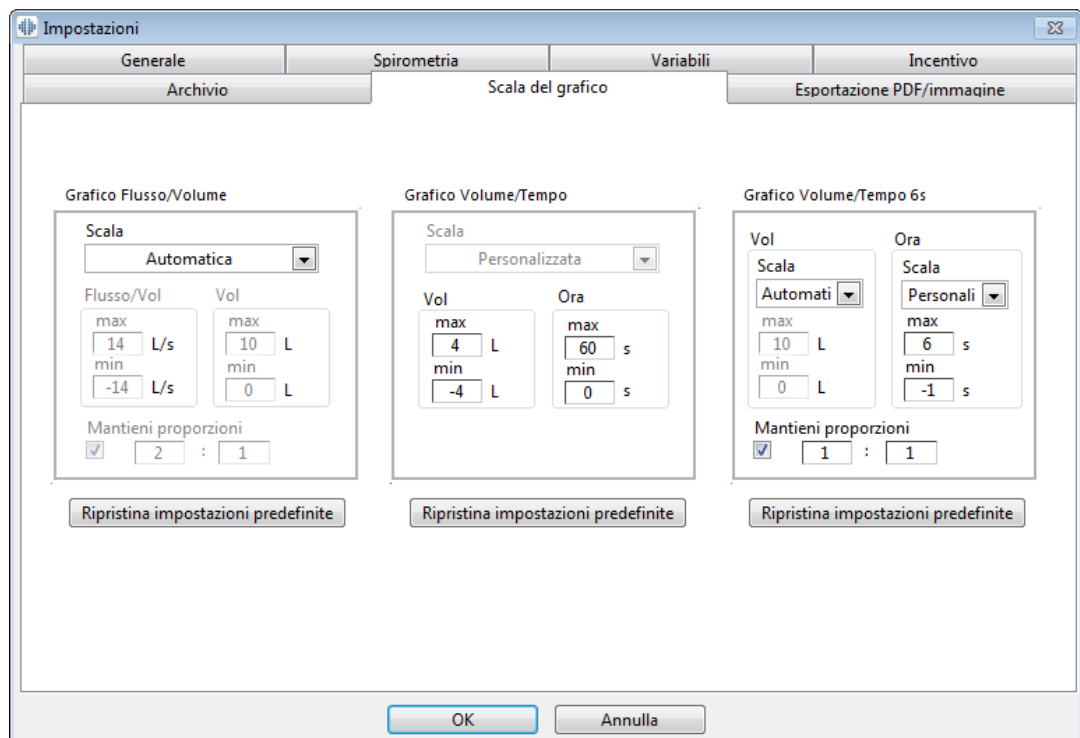 Impostazioni
Generale Spirometria Variabili Incentivo
Archivio Scala del grafico Esportazione PDF/immagine
Grafico Flusso/Volume
Scala
Automatica
Flusso/Vol Vol
max max
14 L/s 10 L
min min
-14 L/s 0 L
Mantieni proporzioni
2 : 1
Ripristina impostazioni predefinite
Grafico Volume/Tempo
Scala
Personalizzata
Vol Ora
max max
4 L 60 s
min min
-4 L 0 s
Ripristina impostazioni predefinite
Grafico Volume/Tempo 6s
Vol Ora
Scala Scala
Automati Personali
max max
10 L 6 s
min min
0 L -1 s
Mantieni proporzioni
1 : 1
Ripristina impostazioni predefinite
OK Annulla